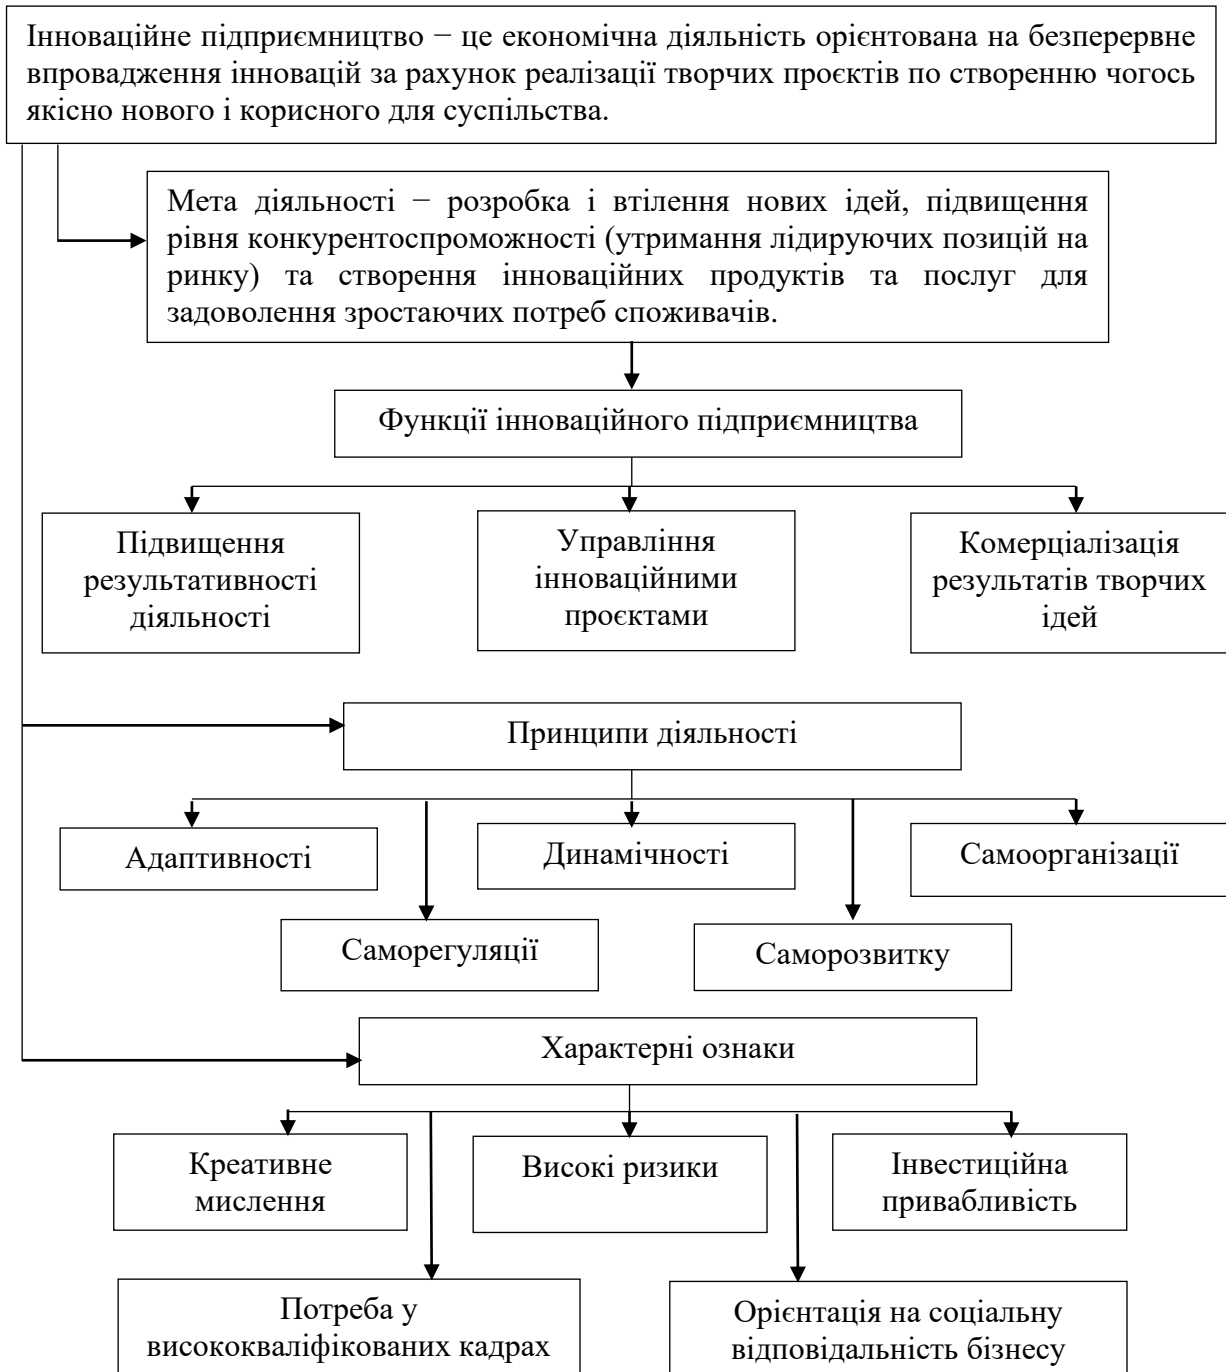 Інноваційне підприємництво − це економічна діяльність орієнтована на безперервне
впровадження інновацій за рахунок реалізації творчих проєктів по створенню чогось
якісно нового і корисного для суспільства.
Мета діяльності − розробка і втілення нових ідей, підвищення
рівня конкурентоспроможності (утримання лідируючих позицій на
ринку) та створення інноваційних продуктів та послуг для
задоволення зростаючих потреб споживачів.
Функції інноваційного підприємництва
Підвищення
результативності
діяльності
Управління
інноваційними
проєктами
Комерціалізація
результатів творчих
ідей
Принципи діяльності
Адаптивності
Динамічності
Самоорганізації
Саморегуляції
Саморозвитку
Характерні ознаки
Креативне
мислення
Високі ризики
Інвестиційна
привабливість
Потреба у
висококваліфікованих кадрах
Орієнтація на соціальну
відповідальність бізнесу